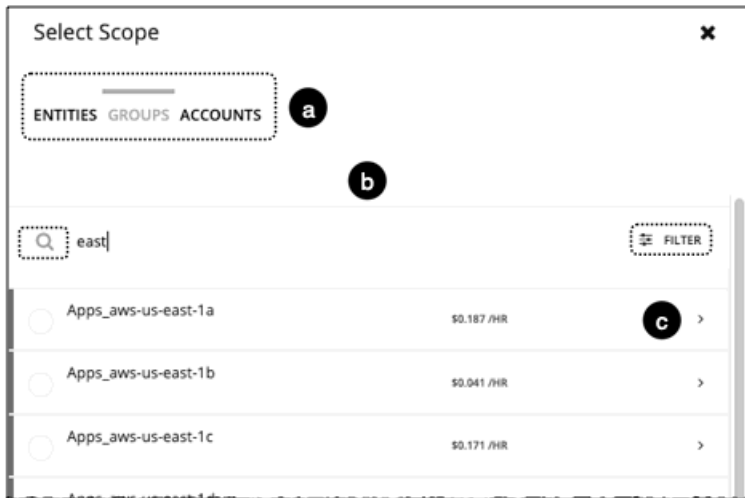 Select Scope
ENTITIES GROUPS ACCOUNTS
a
b
east
FILTER
Apps_aws-us-east-1a
$0.187 /HR
c
Apps_aws-us-east-1b
$0.041 /HR
Apps_aws-us-east-1c
$0.171 /HR